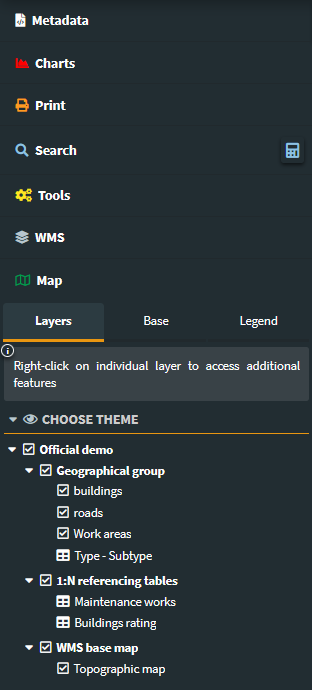 Metadata
Charts
Print
Search
Tools
WMS
Map
Layers Base Legend
Right-click on individual layer to access additional
features
CHOOSE THEME
Official demo
Geographical group
buildings
roads
Work areas
Type - Subtype
1:N referencing tables
Maintenance works
Buildings rating
WMS base map
Topographic map